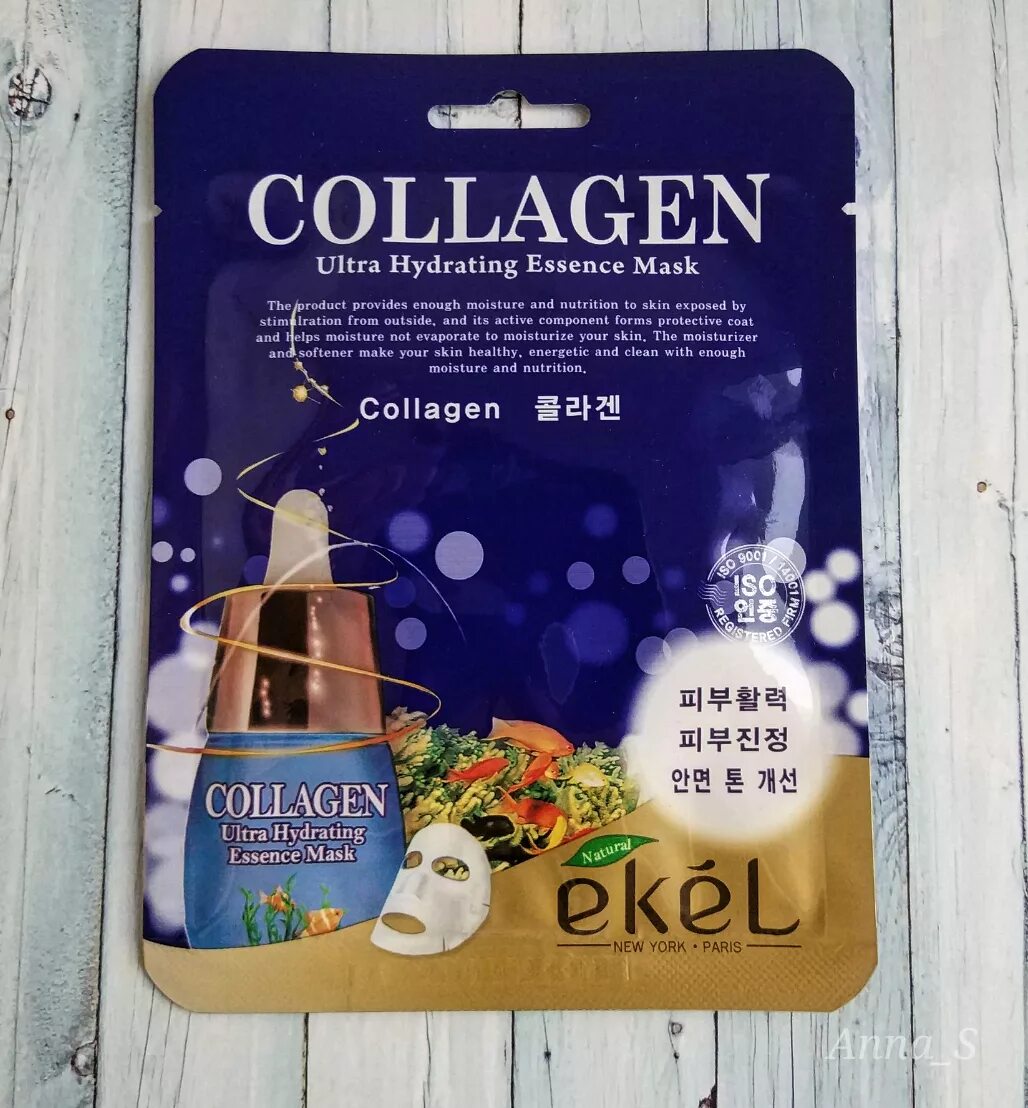 COLLAGEN
Ultra Hydrating Essence Mask
The product provides enough moisture and nutrition to skin exposed by
stimulration from outside, and its active component forms protective coat
and helps moisture not evaporate to moisturize your skin. The moisturizer
and softener make your skin healthy, energetic and clean with enough
moisture and nutrition.
Collagen 콜라겐
ISO 9001 / 14001
ISO
인증
REGISTERED FIRM
피부활력
피부진정
안면 톤 개선
COLLAGEN
Ultra Hydrating
Essence Mask
Natural
ekéL
NEW YORK • PARIS
Anna_S